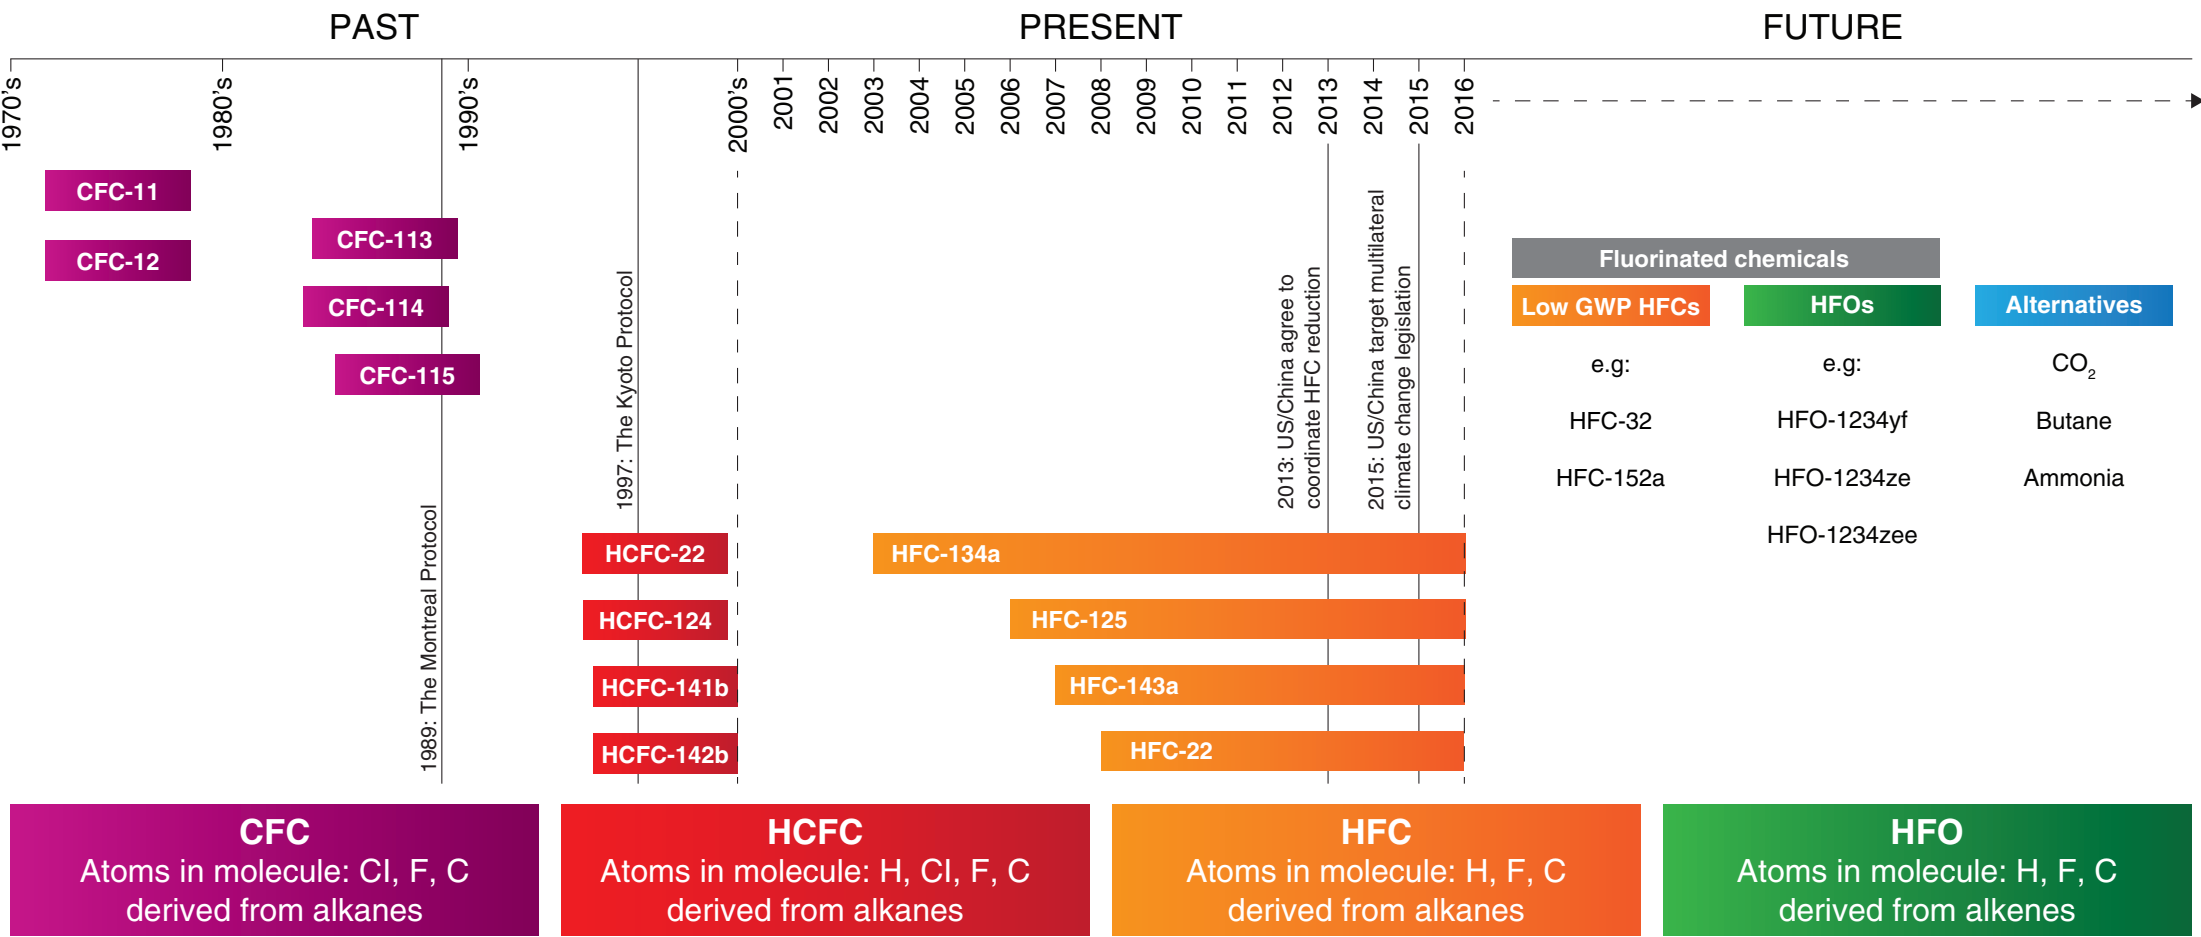 PAST
PRESENT
FUTURE
1970's
1980's
1990's
2000's
2001
2002
2003
2004
2005
2006
2007
2008
2009
2010
2011
2012
2013
2014
2015
2016
CFC-11
CFC-12
CFC-113
CFC-114
CFC-115
1989: The Montreal Protocol
1997: The Kyoto Protocol
HCFC-22
HCFC-124
HCFC-141b
HCFC-142b
HFC-134a
HFC-125
HFC-143a
HFC-22
2013: US/China agree to
coordinate HFC reduction
2015: US/China target multilateral
climate change legislation
Fluorinated chemicals
Low GWP HFCs
e.g:
HFC-32
HFC-152a
HFOs
e.g:
HFO-1234yf
HFO-1234ze
HFO-1234zee
Alternatives
CO₂
Butane
Ammonia
CFC
Atoms in molecule: Cl, F, C
derived from alkanes
HCFC
Atoms in molecule: H, Cl, F, C
derived from alkanes
HFC
Atoms in molecule: H, F, C
derived from alkanes
HFO
Atoms in molecule: H, F, C
derived from alkenes